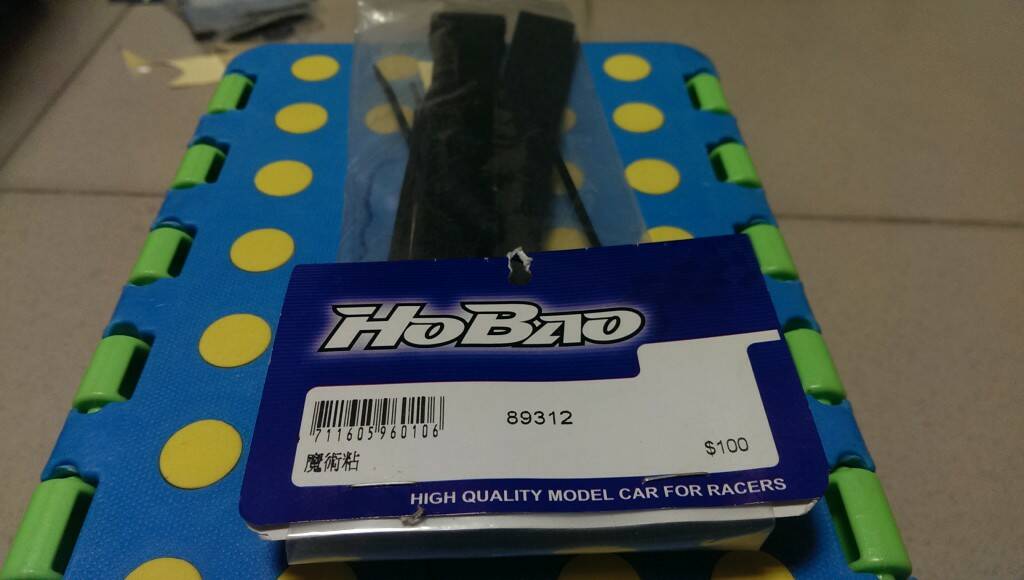 HoBao
711605960106
89312
魔術粘
$100
HIGH QUALITY MODEL CAR FOR RACERS